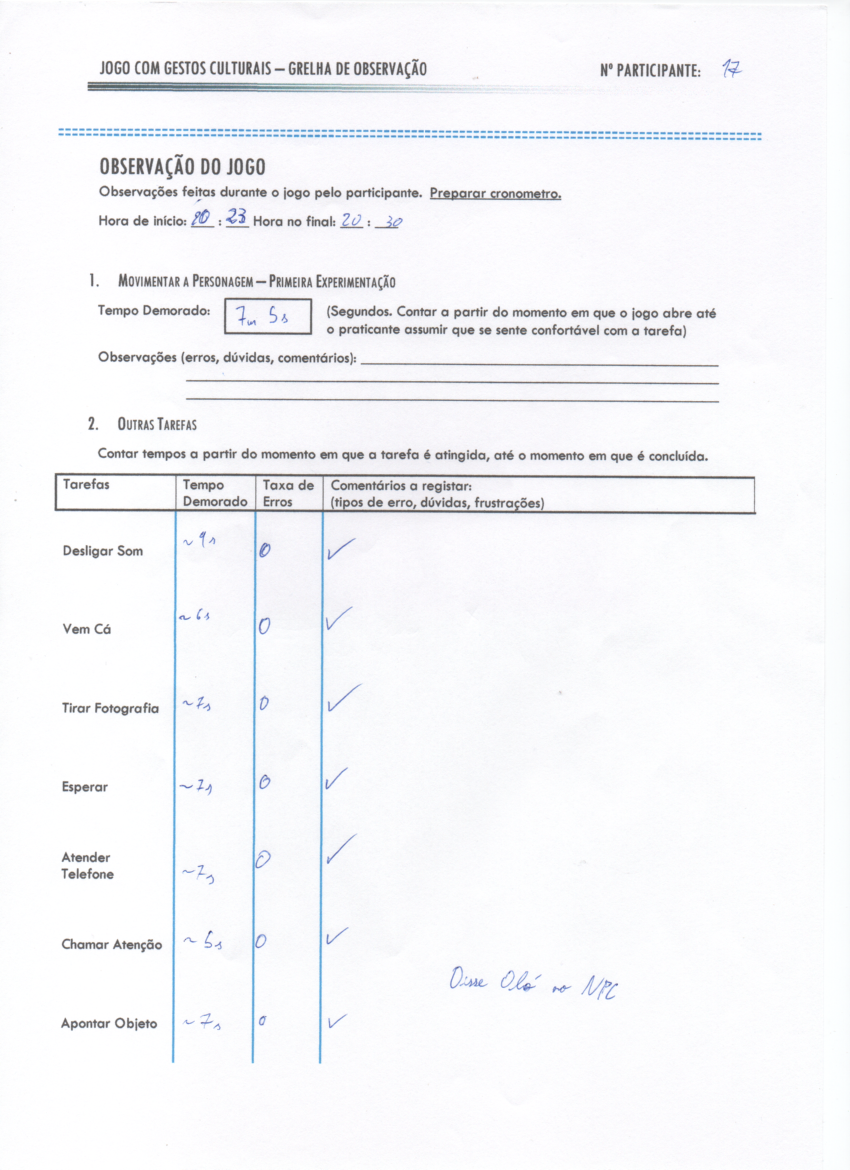 JOGO COM GESTOS CULTURAIS – GRELHA DE OBSERVAÇÃO Nº PARTICIPANTE: 17
OBSERVAÇÃO DO JOGO
Observações feitas durante o jogo pelo participante. Preparar cronometro.
Hora de início: 20 : 23 Hora no final: 20 : 30
1. MOVIMENTAR A PERSONAGEM – PRIMEIRA EXPERIMENTAÇÃO
Tempo Demorado: 7m 5s (Segundos. Contar a partir do momento em que o jogo abre até
o praticante assumir que se sente confortável com a tarefa)
Observações (erros, dúvidas, comentários):
2. OUTRAS TAREFAS
Contar tempos a partir do momento em que a tarefa é atingida, até o momento em que é concluída.
Tarefas Tempo Taxa de Comentários a registar:
Demorado Erros (tipos de erro, dúvidas, frustrações)
Desligar Som ~ 9s 0 ✓
Vem Cá ~ 6s 0 ✓
Tirar Fotografia ~7s 0 ✓
Esperar ~7s 0 ✓
Atender
Telefone ~7s 0 ✓
Chamar Atenção ~ 5s 0 ✓
Disse Olá ao NPC
Apontar Objeto ~ 7s 0 ✓